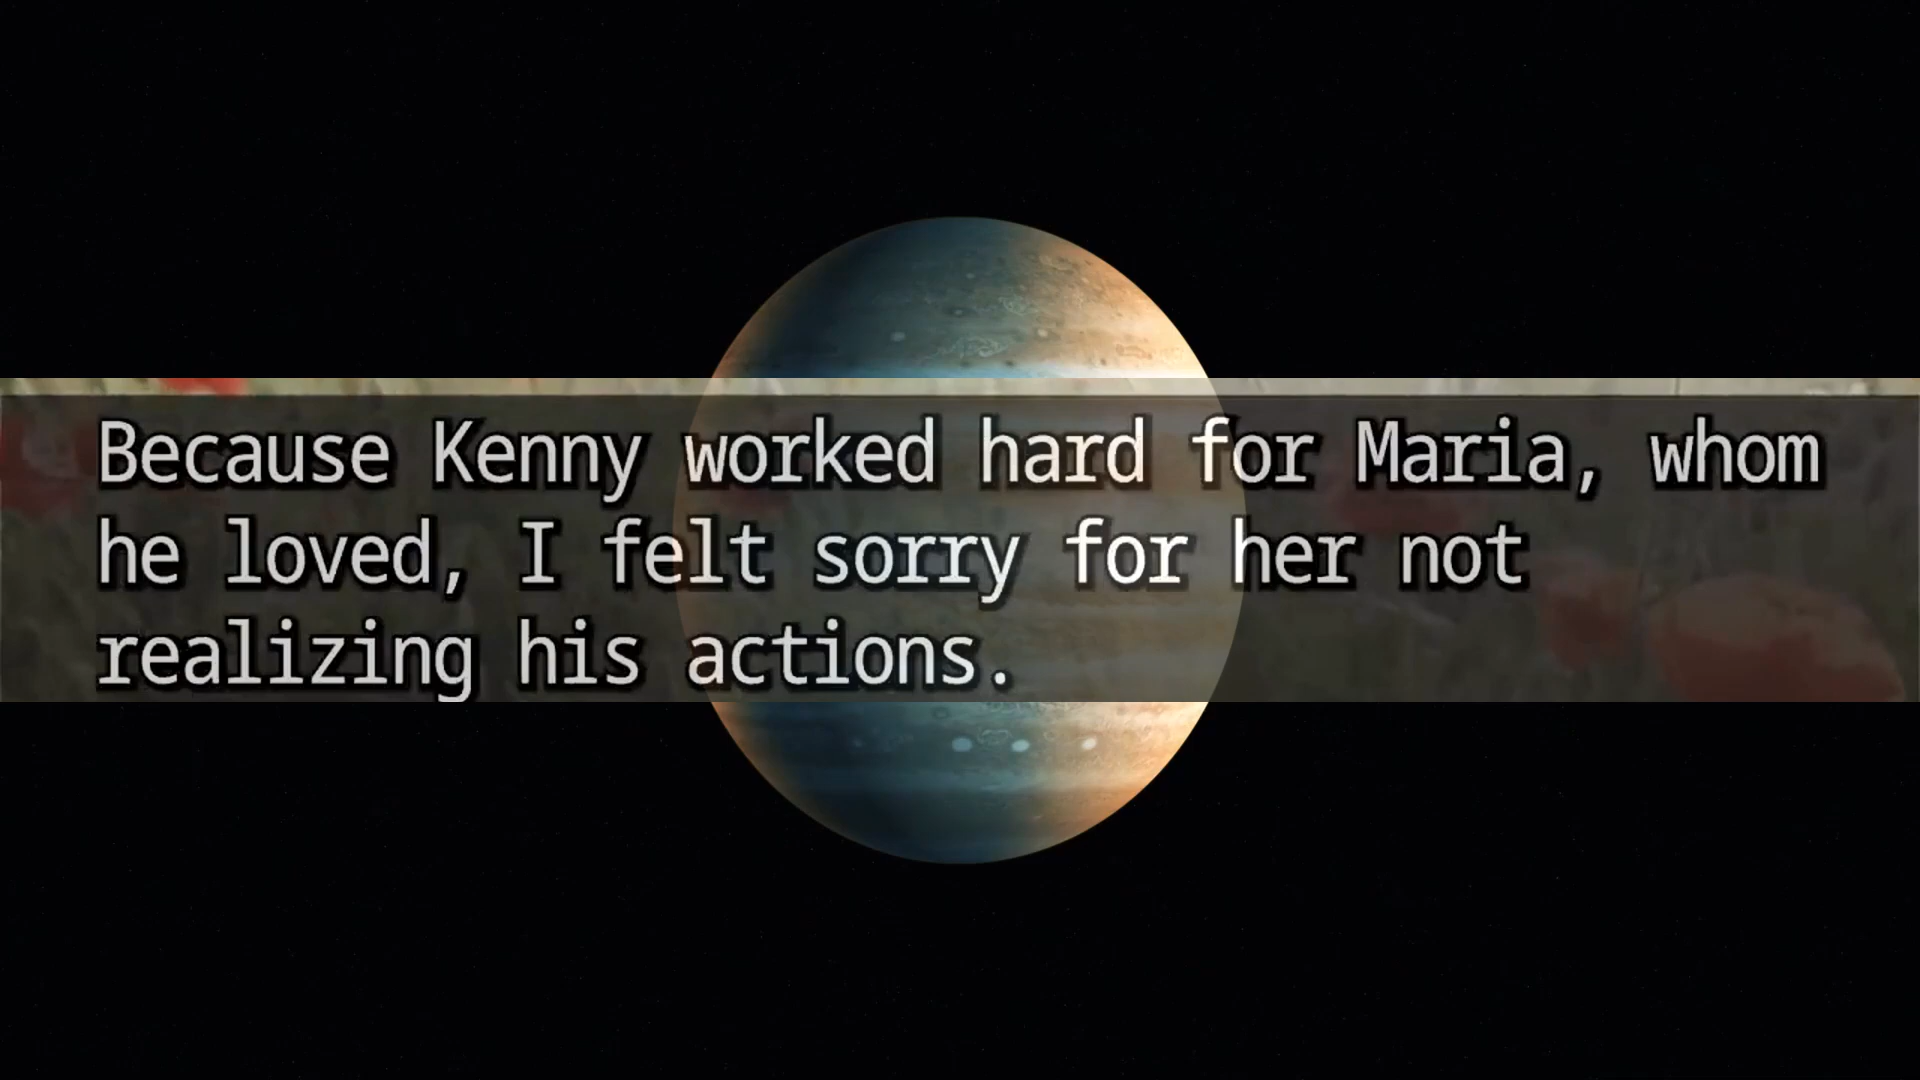 Because Kenny worked hard for Maria, whom
he loved, I felt sorry for her not
realizing his actions.